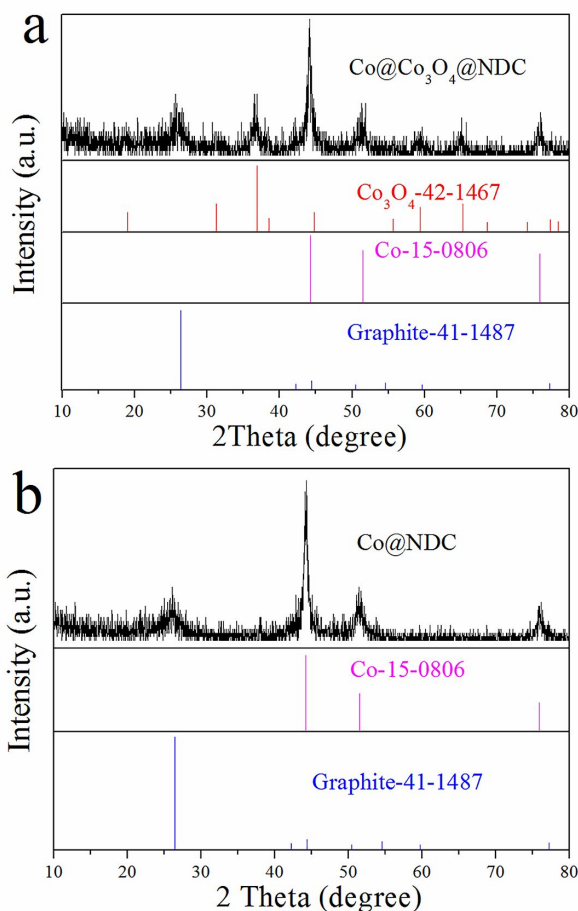 a
Co@Co₃O₄@NDC
Co₃O₄-42-1467
Co-15-0806
Graphite-41-1487
Intensity (a.u.)
10 20 30 40 50 60 70 80
2Theta (degree)
b
Co@NDC
Co-15-0806
Graphite-41-1487
Intensity (a.u.)
10 20 30 40 50 60 70 80
2 Theta (degree)